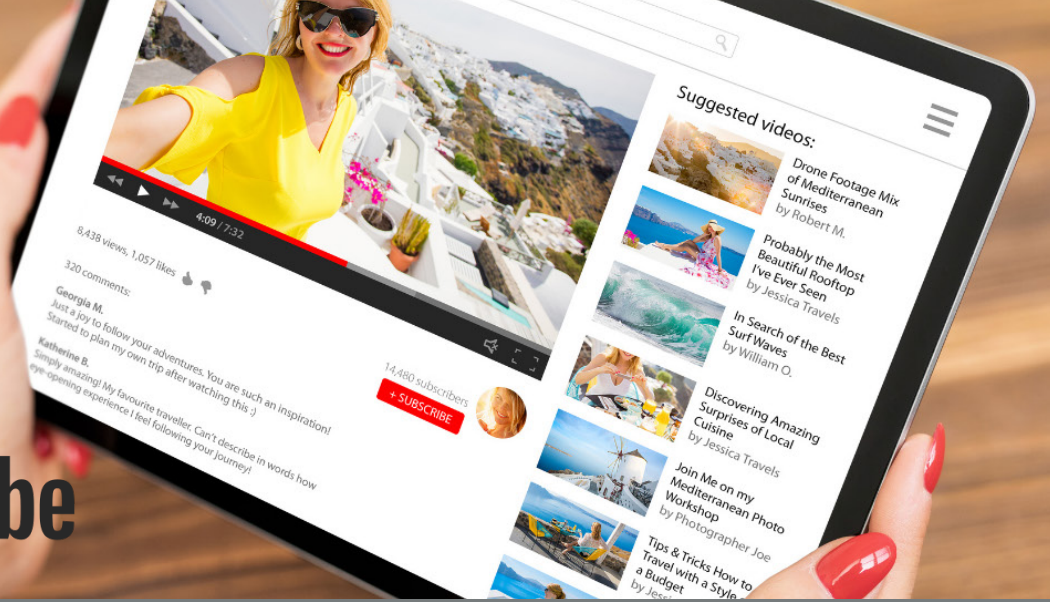 Suggested videos:
Drone Footage Mix
of Mediterranean
Sunrises
by Robert M.
Probably the Most
Beautiful Rooftop
I've Ever Seen
by Jessica Travels
In Search of the Best
Surf Waves
by William O.
Discovering Amazing
Surprises of Local
Cuisine
by Jessica Travels
Join Me on my
Mediterranean Photo
Workshop
by Photographer Joe
Tips & Tricks How to
Travel with a Style
a Budget
by
4:09 / 7:32
8,438 views, 1,057 likes
320 comments:
Georgia M.
Just a joy to follow your adventures. You are such an inspiration!
Started to plan my own trip after watching this :)
Katherine B.
Simply amazing! My favourite traveller. Can't describe in words how
eye-opening experience I feel following your journey!
14,480 subscribers
+ SUBSCRIBE
be